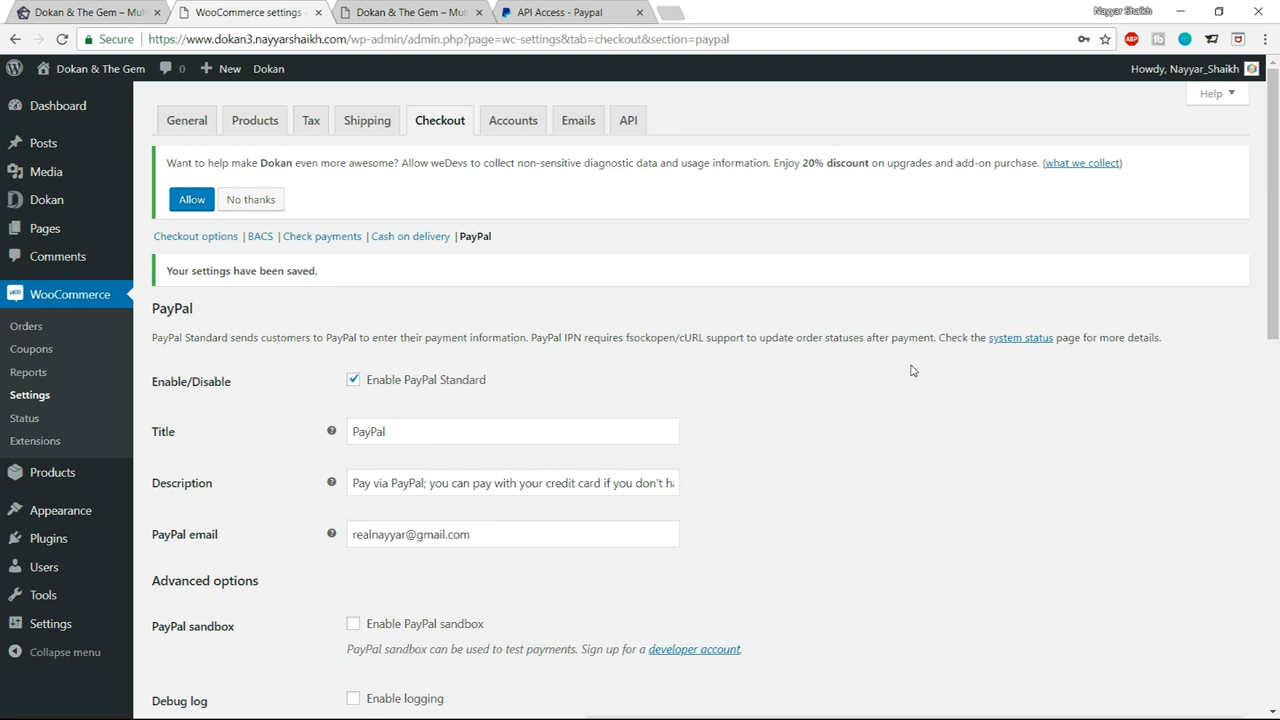 Dokan & The Gem – Mult
WooCommerce settings
Dokan & The Gem – Mult
API Access - Paypal
Nayyar Shaikh
Secure
https://www.dokan3.nayyarshaikh.com/wp-admin/admin.php?page=wc-settings&tab=checkout&section=paypal
ABP
Dokan & The Gem
0
New
Dokan
Howdy, Nayyar_Shaikh
Help
Dashboard
Posts
Media
Dokan
Pages
Comments
WooCommerce
Orders
Coupons
Reports
Settings
Status
Extensions
Products
Appearance
Plugins
Users
Tools
Settings
Collapse menu
General
Products
Tax
Shipping
Checkout
Accounts
Emails
API
Want to help make Dokan even more awesome? Allow weDevs to collect non-sensitive diagnostic data and usage information. Enjoy 20% discount on upgrades and add-on purchase. (what we collect)
Allow
No thanks
Checkout options | BACS | Check payments | Cash on delivery | PayPal
Your settings have been saved.
PayPal
PayPal Standard sends customers to PayPal to enter their payment information. PayPal IPN requires fsockopen/cURL support to update order statuses after payment. Check the system status page for more details.
Enable/Disable
Enable PayPal Standard
Title
PayPal
Description
Pay via PayPal; you can pay with your credit card if you don't ha
PayPal email
realnayyar@gmail.com
Advanced options
PayPal sandbox
Enable PayPal sandbox
PayPal sandbox can be used to test payments. Sign up for a developer account.
Debug log
Enable logging